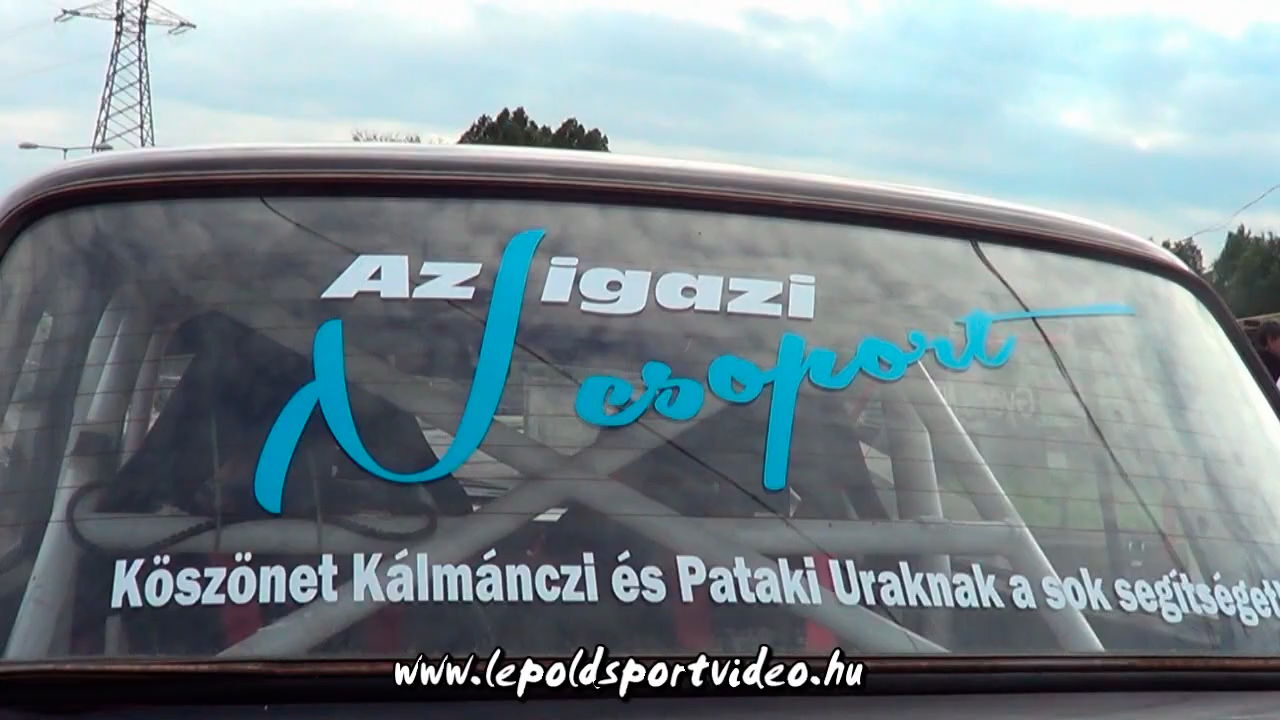 Az igazi
N csoport
Köszönet Kálmánczi és Pataki Uraknak a sok segítséget
www.lepoldsportvideo.hu